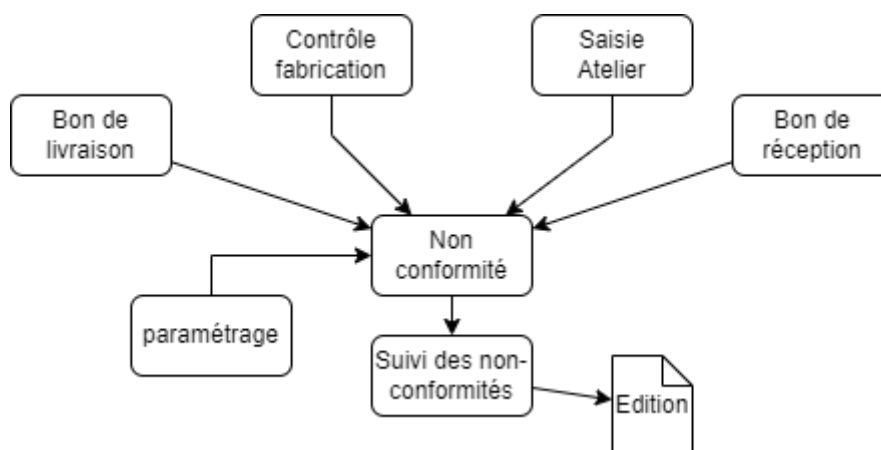 Contrôle
fabrication
Saisie
Atelier
Bon de
livraison
Bon de
réception
Non
conformité
paramétrage
Suivi des non-
conformités
Edition